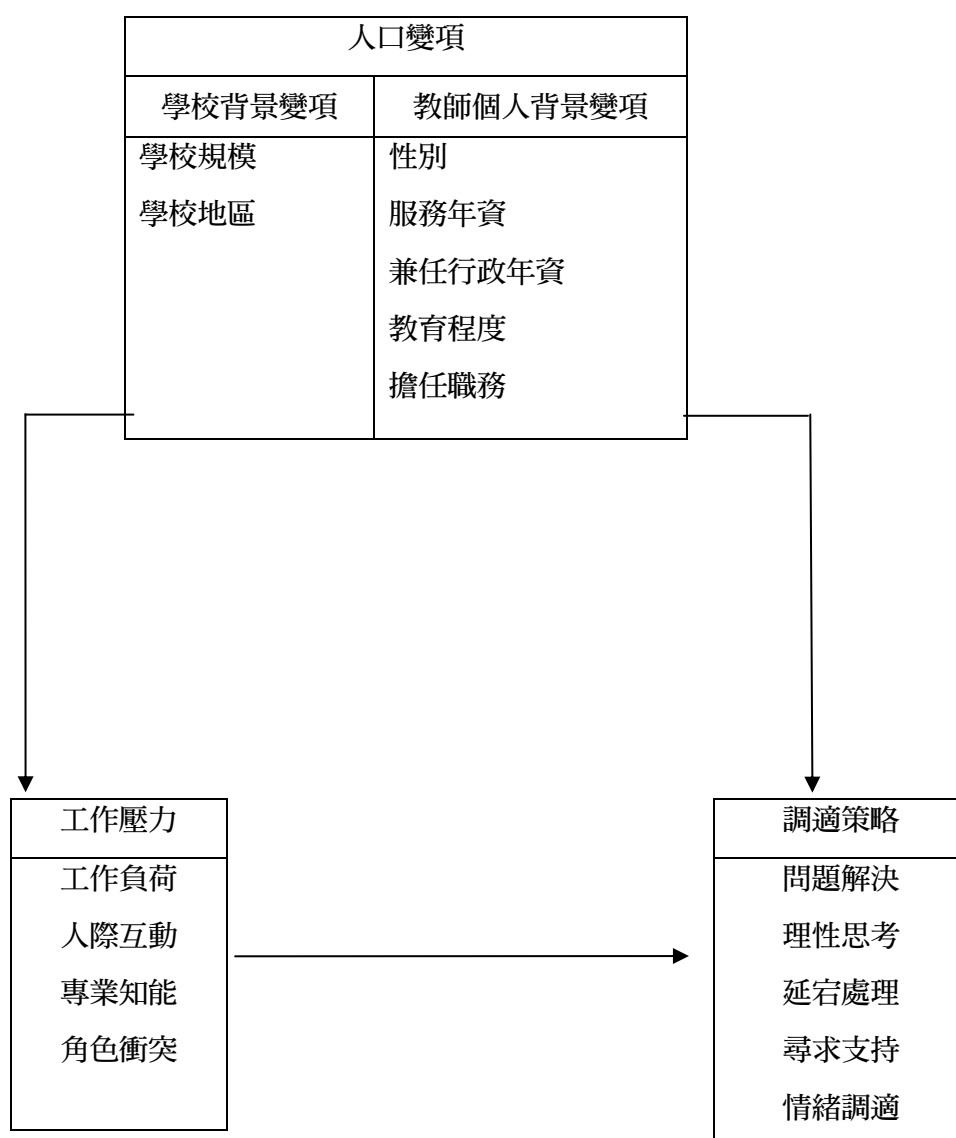 人口變項
學校背景變項
教師個人背景變項
學校規模
學校地區
性別
服務年資
兼任行政年資
教育程度
擔任職務
工作壓力
工作負荷
人際互動
專業知能
角色衝突
調適策略
問題解決
理性思考
延宕處理
尋求支持
情緒調適